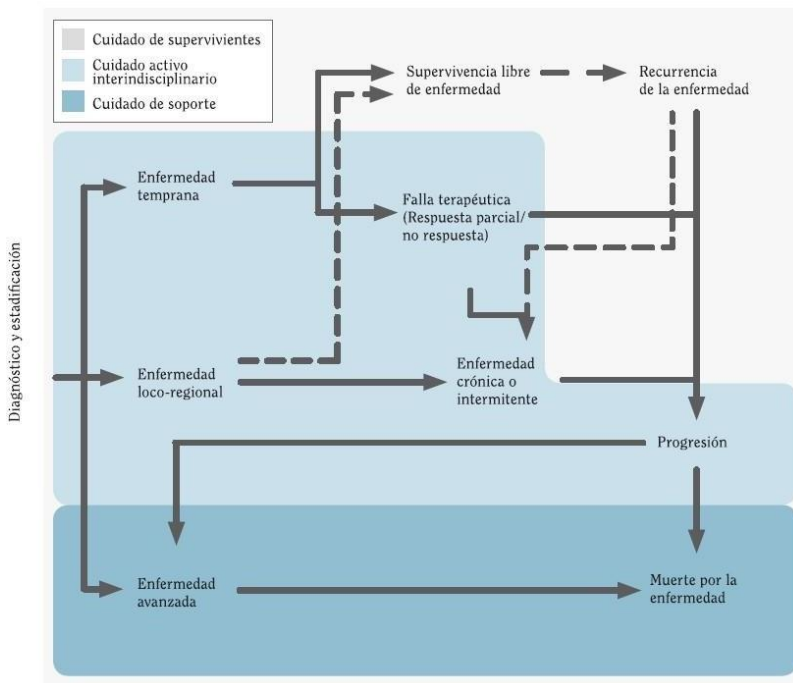 Cuidado de supervivientes
Cuidado activo
interindisciplinario
Cuidado de soporte
Supervivencia libre
de enfermedad
Recurrencia
de la enfermedad
Enfermedad
temprana
Falla terapéutica
(Respuesta parcial/
no respuesta)
Diagnóstico y estadificación
Enfermedad
loco-regional
Enfermedad
crónica o
intermitente
Progresión
Enfermedad
avanzada
Muerte por la
enfermedad